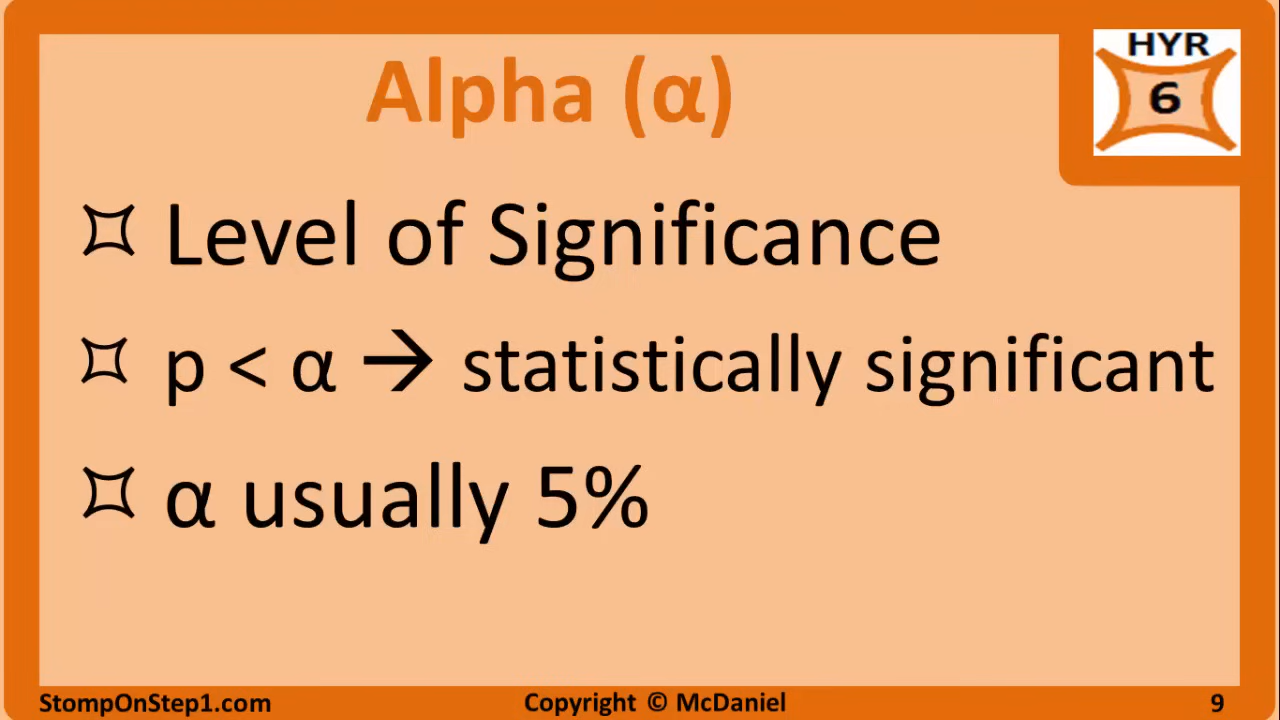 Alpha (α)
HYR
6
¤ Level of Significance
¤ p < α → statistically significant
¤ α usually 5%
StompOnStep1.com
Copyright © McDaniel
9